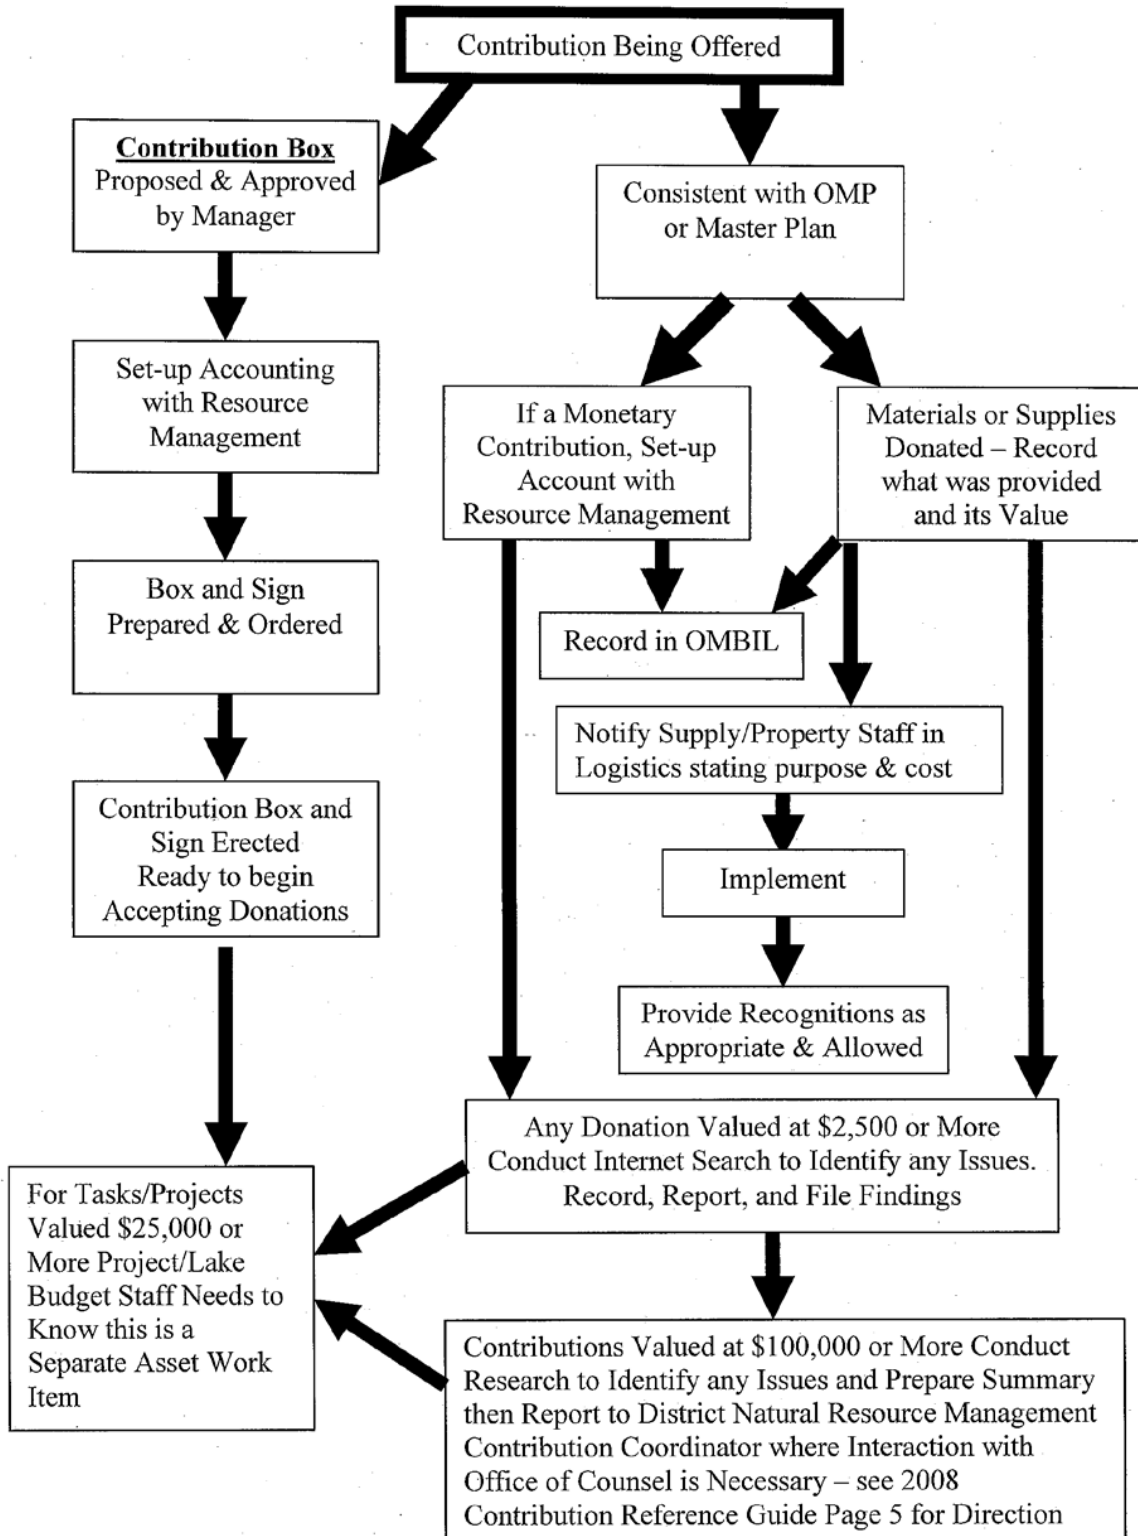 Contribution Being Offered
Contribution Box
Proposed & Approved
by Manager
Consistent with OMP
or Master Plan
Set-up Accounting
with Resource
Management
If a Monetary
Contribution, Set-up
Account with
Resource Management
Materials or Supplies
Donated – Record
what was provided
and its Value
Box and Sign
Prepared & Ordered
Record in OMBIL
Notify Supply/Property Staff in
Logistics stating purpose & cost
Contribution Box and
Sign Erected
Ready to begin
Accepting Donations
Implement
Provide Recognitions as
Appropriate & Allowed
Any Donation Valued at $2,500 or More
Conduct Internet Search to Identify any Issues.
Record, Report, and File Findings
For Tasks/Projects
Valued $25,000 or
More Project/Lake
Budget Staff Needs to
Know this is a
Separate Asset Work
Item
Contributions Valued at $100,000 or More Conduct
Research to Identify any Issues and Prepare Summary
then Report to District Natural Resource Management
Contribution Coordinator where Interaction with
Office of Counsel is Necessary – see 2008
Contribution Reference Guide Page 5 for Direction